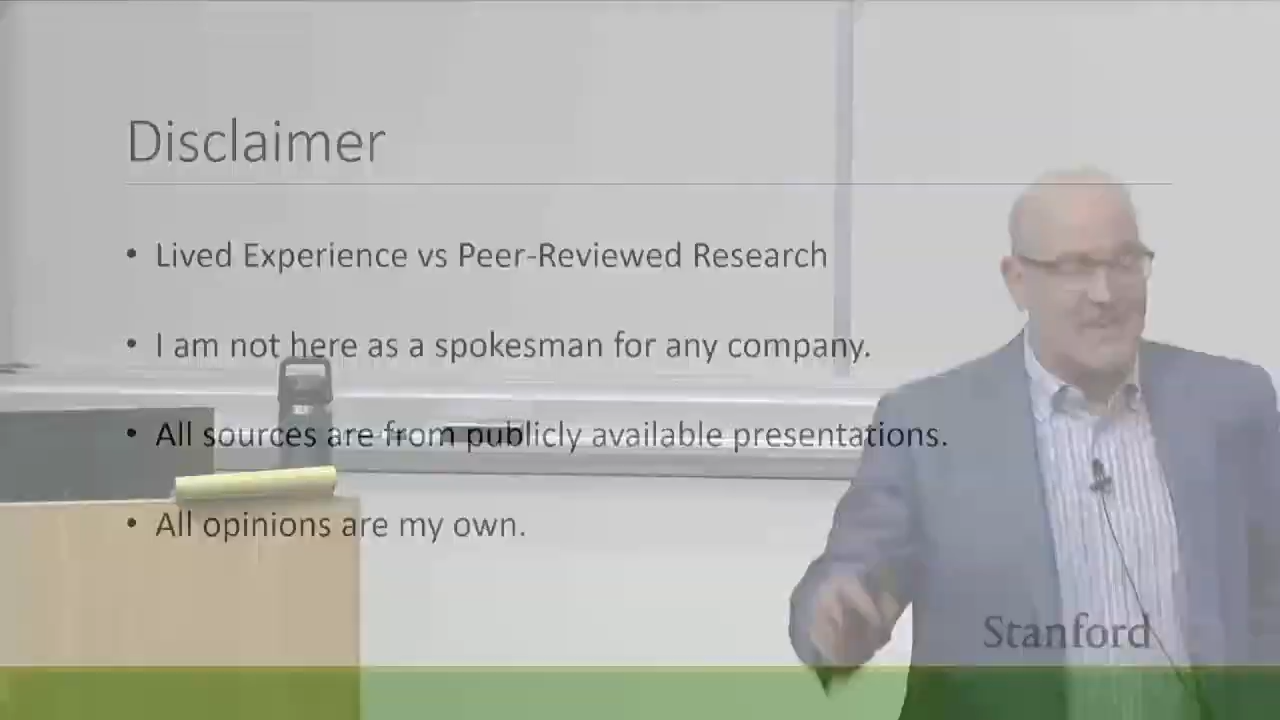 Disclaimer
• Lived Experience vs Peer-Reviewed Research
• I am not here as a spokesman for any company.
• All sources are from publicly available presentations.
• All opinions are my own.
Stanford